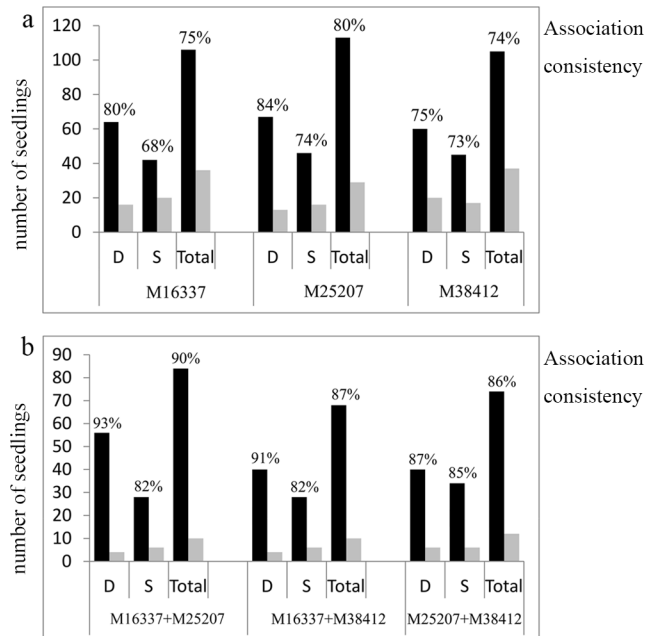 a
Association
consistency
number of seedlings
120
100
80
60
40
20
0
80%
68%
75%
84%
74%
80%
75%
73%
74%
D S Total D S Total D S Total
M16337 M25207 M38412
b
Association
consistency
number of seedlings
90
80
70
60
50
40
30
20
10
0
93%
82%
90%
91%
82%
87%
87%
85%
86%
D S Total D S Total D S Total
M16337+M25207 M16337+M38412 M25207+M38412